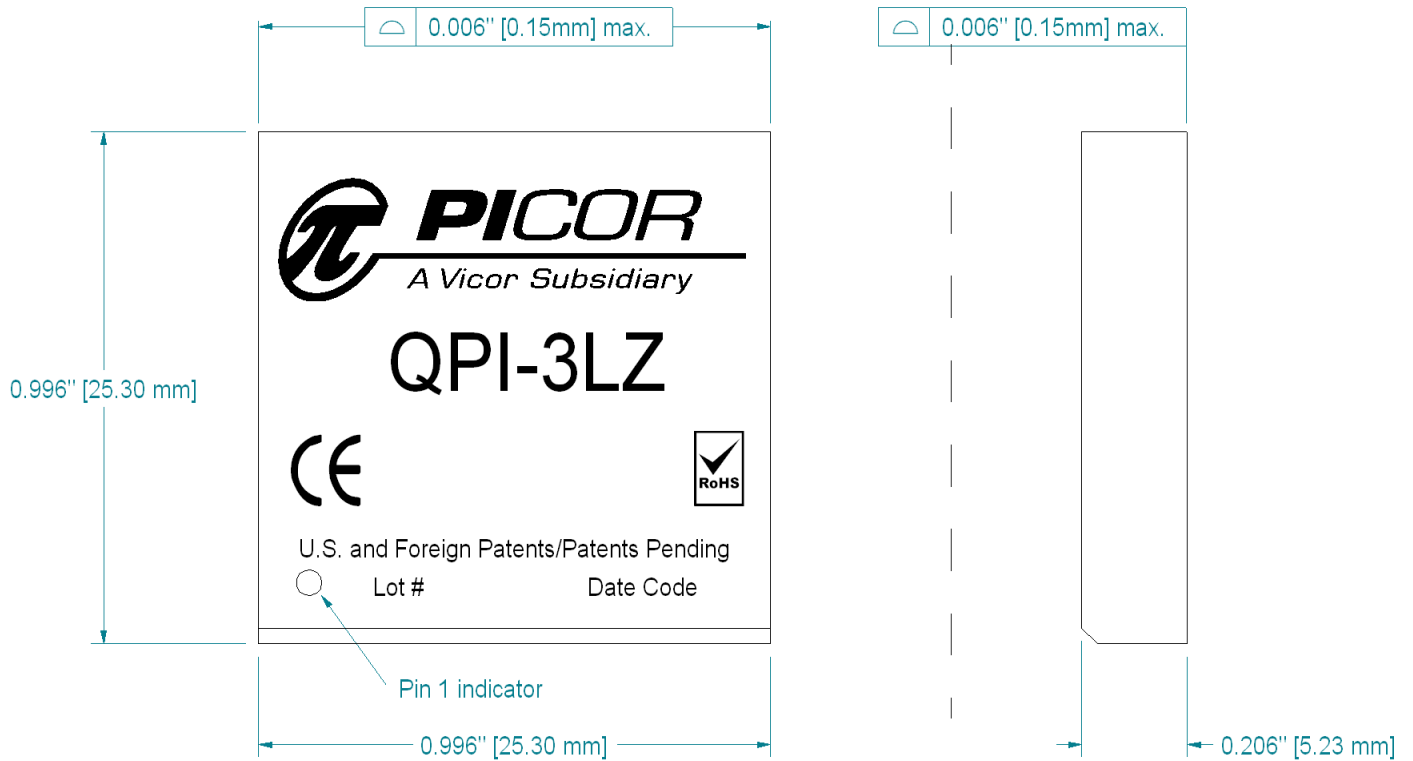 0.006" [0.15mm] max.
0.006" [0.15mm] max.
π PICOR
A Vicor Subsidiary
QPI-3LZ
0.996" [25.30 mm]
CE
RoHS
U.S. and Foreign Patents/Patents Pending
Lot # Date Code
Pin 1 indicator
0.996" [25.30 mm]
0.206" [5.23 mm]